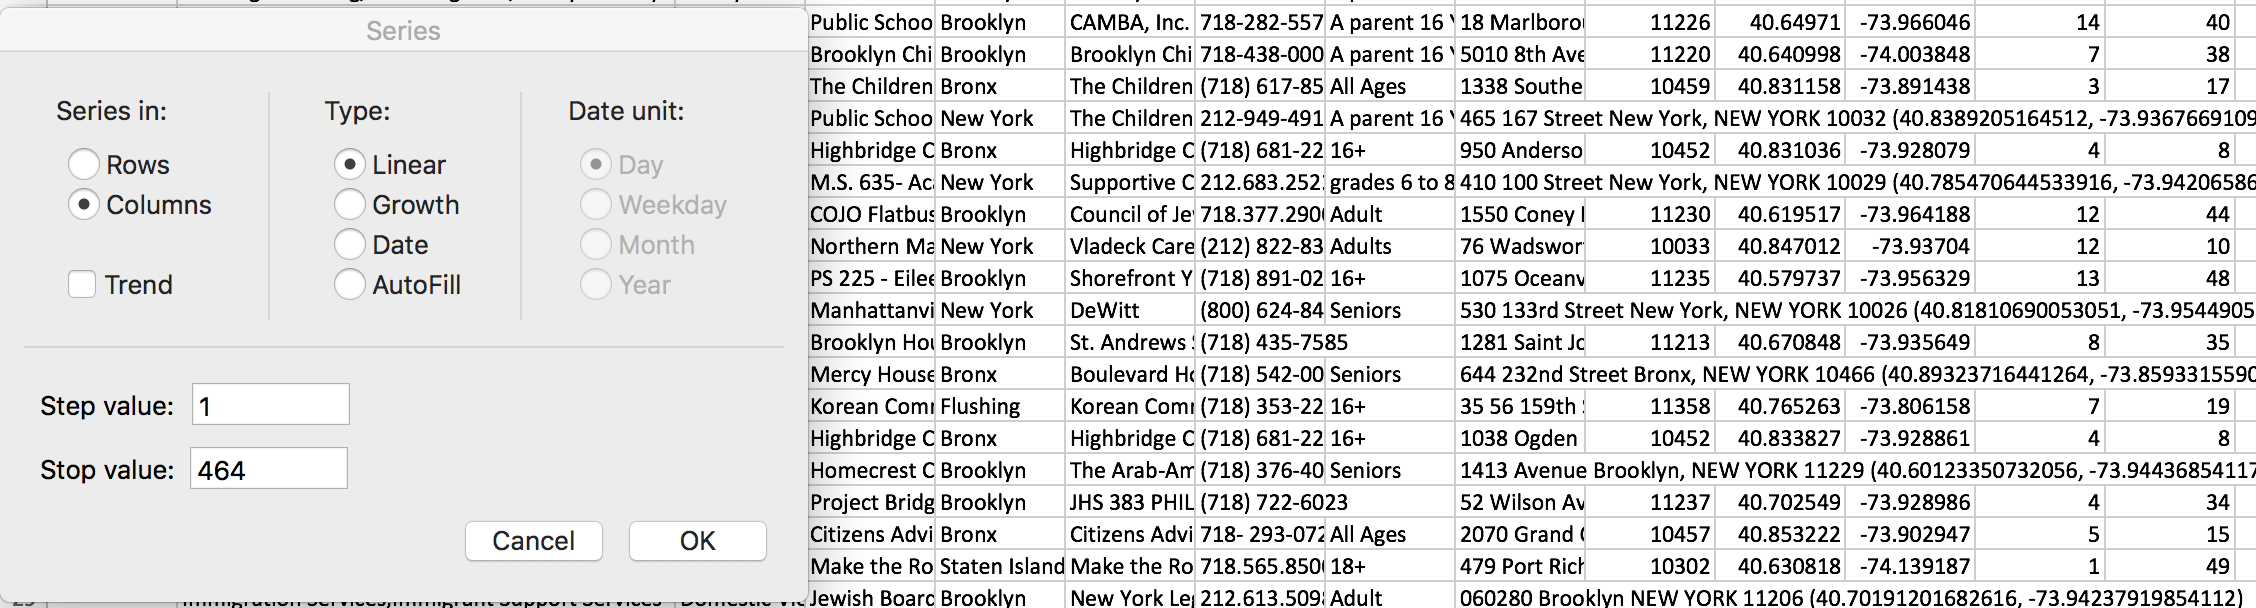 Series
Series in:
Rows
Columns
Trend
Type:
Linear
Growth
Date
AutoFill
Date unit:
Day
Weekday
Month
Year
Step value: 1
Stop value: 464
Cancel OK
Public Schoo Brooklyn CAMBA, Inc. 718-282-557 A parent 16 18 Marlboro 11226 40.64971 -73.966046 14 40
Brooklyn Chi Brooklyn Brooklyn Chi 718-438-000 A parent 16 5010 8th Ave 11220 40.640998 -74.003848 7 38
The Children Bronx The Children (718) 617-85 All Ages 1338 Southe 10459 40.831158 -73.891438 3 17
Public Schoo New York The Children 212-949-491 A parent 16 465 167 Street New York, NEW YORK 10032 (40.8389205164512, -73.9367669109
Highbridge C Bronx Highbridge C (718) 681-22 16+ 950 Anderso 10452 40.831036 -73.928079 4 8
M.S. 635- Ac New York Supportive C 212.683.252 grades 6 to 8 410 100 Street New York, NEW YORK 10029 (40.785470644533916, -73.94206586
COJO Flatbus Brooklyn Council of Je 718.377.290 Adult 1550 Coney I 11230 40.619517 -73.964188 12 44
Northern Ma New York Vladeck Care (212) 822-83 Adults 76 Wadswor 10033 40.847012 -73.93704 12 10
PS 225 - Eilee Brooklyn Shorefront Y (718) 891-02 16+ 1075 Oceanv 11235 40.579737 -73.956329 13 48
Manhattanvi New York DeWitt (800) 624-84 Seniors 530 133rd Street New York, NEW YORK 10026 (40.81810690053051, -73.9544905
Brooklyn Hou Brooklyn St. Andrews (718) 435-7585 1281 Saint Jo 11213 40.670848 -73.935649 8 35
Mercy House Bronx Boulevard Ho (718) 542-00 Seniors 644 232nd Street Bronx, NEW YORK 10466 (40.89323716441264, -73.8593315590
Korean Comm Flushing Korean Comm (718) 353-22 16+ 35 56 159th 11358 40.765263 -73.806158 7 19
Highbridge C Bronx Highbridge C (718) 681-22 16+ 1038 Ogden 10452 40.833827 -73.928861 4 8
Homecrest C Brooklyn The Arab-Am (718) 376-40 Seniors 1413 Avenue Brooklyn, NEW YORK 11229 (40.60123350732056, -73.94436854117
Project Bridg Brooklyn JHS 383 PHIL (718) 722-6023 52 Wilson Av 11237 40.702549 -73.928986 4 34
Citizens Advi Bronx Citizens Advi 718- 293-072 All Ages 2070 Grand 10457 40.853222 -73.902947 5 15
Make the Ro Staten Island Make the Ro 718.565.850 18+ 479 Port Rich 10302 40.630818 -74.139187 1 49
Immigration Services,Immigrant Support Services Domestic Jewish Board Brooklyn New York Le 212.613.509 Adult 060280 Brooklyn NEW YORK 11206 (40.70191201682616, -73.94237919854112)